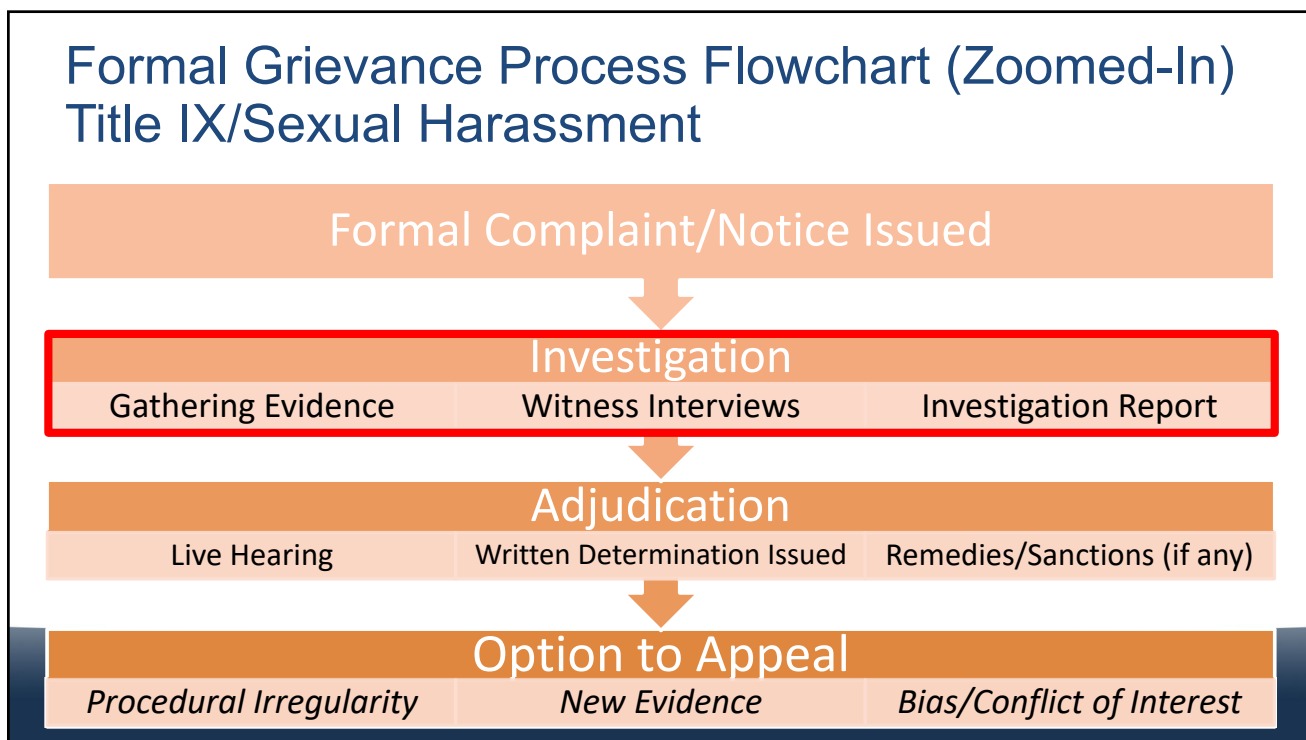 Formal Grievance Process Flowchart (Zoomed-In)
Title IX/Sexual Harassment
Formal Complaint/Notice Issued
Investigation
Gathering Evidence
Witness Interviews
Investigation Report
Adjudication
Live Hearing
Written Determination Issued
Remedies/Sanctions (if any)
Option to Appeal
Procedural Irregularity
New Evidence
Bias/Conflict of Interest